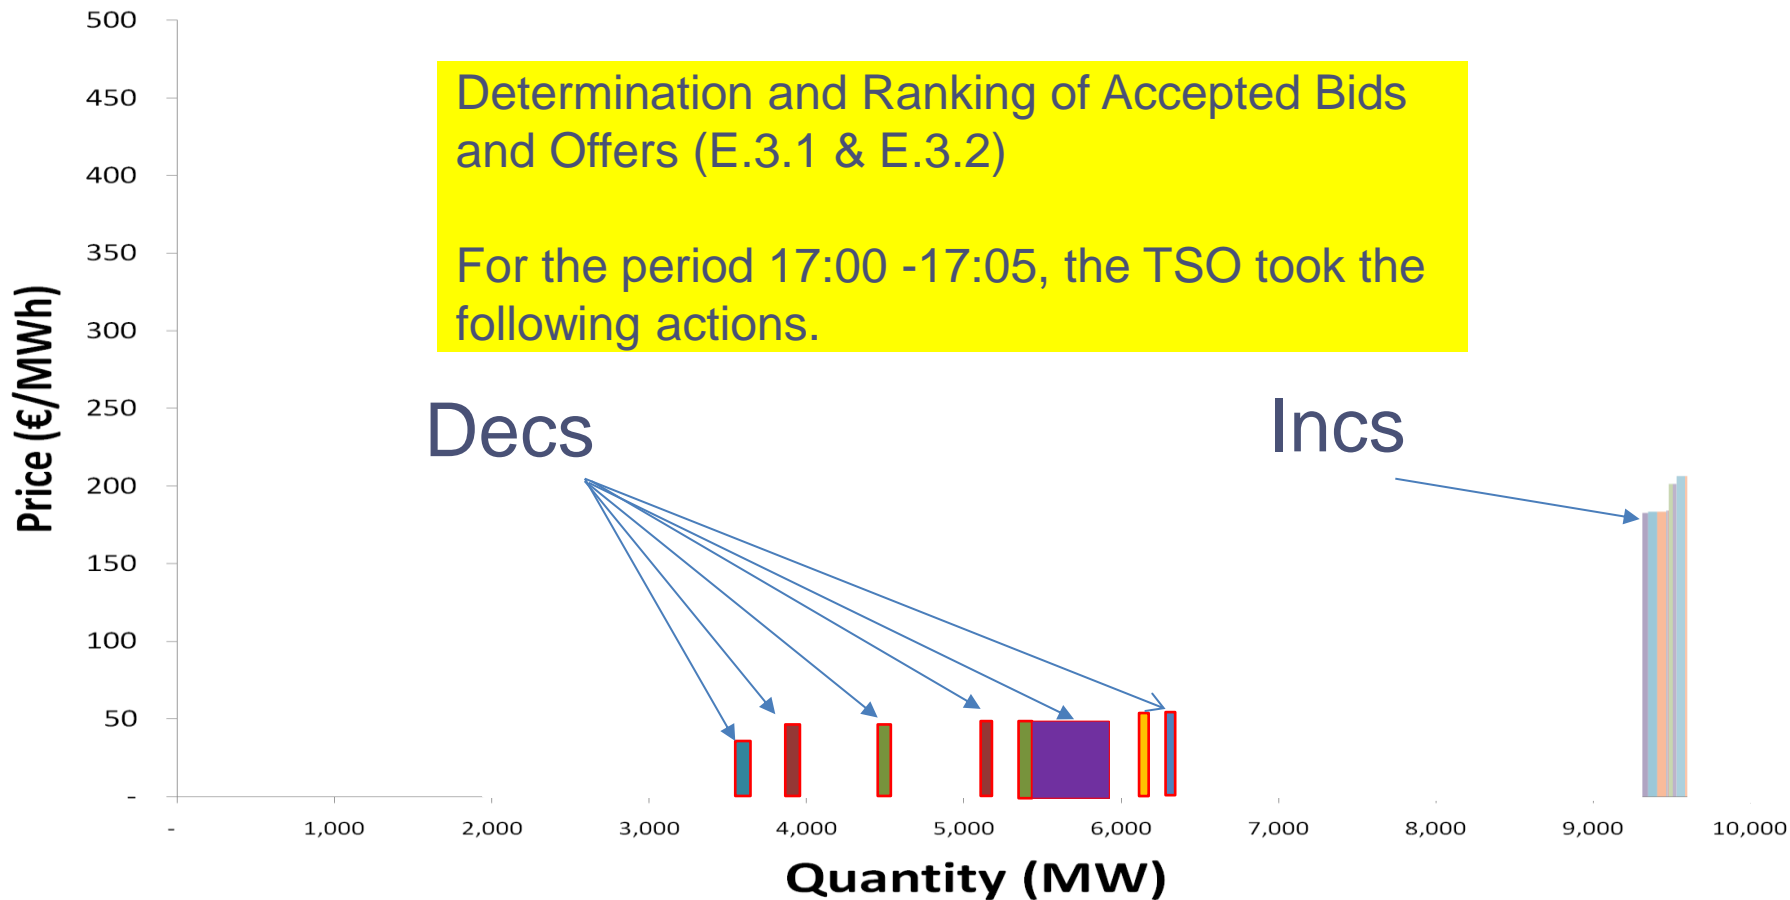 500
450
400
350
300
250
200
150
100
50
-
Price (€/MWh)
Determination and Ranking of Accepted Bids
and Offers (E.3.1 & E.3.2)
For the period 17:00 -17:05, the TSO took the
following actions.
Decs
Incs
- 1,000 2,000 3,000 4,000 5,000 6,000 7,000 8,000 9,000 10,000
Quantity (MW)